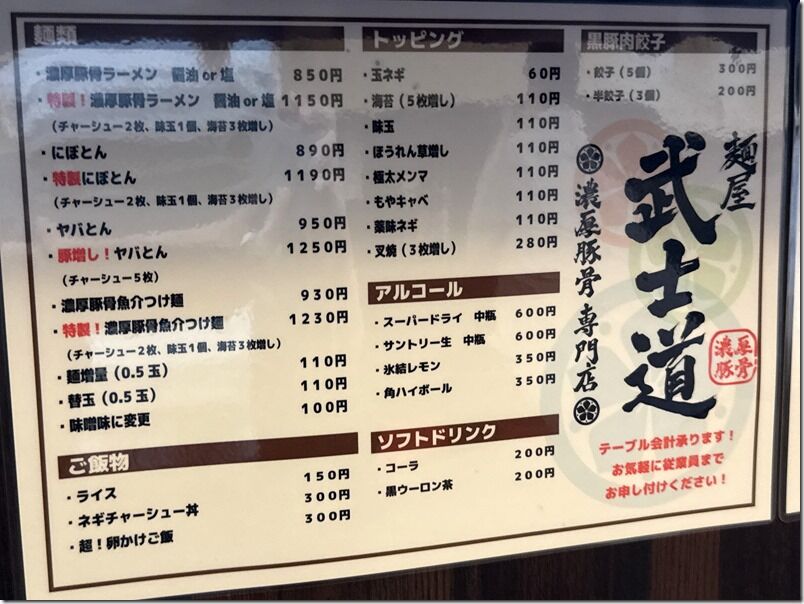 麺類
・濃厚豚骨ラーメン 醤油 or 塩 850円
・特製!濃厚豚骨ラーメン 醤油 or 塩 1150円
(チャーシュー2枚、味玉1個、海苔3枚増し)
・にぼとん 890円
・特製にぼとん 1190円
(チャーシュー2枚、味玉1個、海苔3枚増し)
・ヤバとん 950円
・豚増し!ヤバとん 1250円
(チャーシュー5枚)
・濃厚豚骨魚介つけ麺 930円
・特製!濃厚豚骨魚介つけ麺 1230円
(チャーシュー2枚、味玉1個、海苔3枚増し)
・麺増量(0.5玉) 110円
・替玉(0.5玉) 110円
・味噌味に変更 100円
ご飯物
・ライス 150円
・ネギチャーシュー丼 300円
・超!卵かけご飯 300円
トッピング
・玉ネギ 60円
・海苔(5枚増し) 110円
・味玉 110円
・ほうれん草増し 110円
・極太メンマ 110円
・もやキャベ 110円
・薬味ネギ 110円
・叉焼(3枚増し) 280円
アルコール
・スーパードライ 中瓶 600円
・サントリー生 中瓶 600円
・氷結レモン 350円
・角ハイボール 350円
ソフトドリンク
・コーラ 200円
・黒ウーロン茶 200円
黒豚肉餃子
・餃子(5個) 300円
・半餃子(3個) 200円
麺屋
武士道
濃厚豚骨専門店
濃厚
豚骨
テーブル会計承ります!
お気軽に従業員まで
お申し付けください!